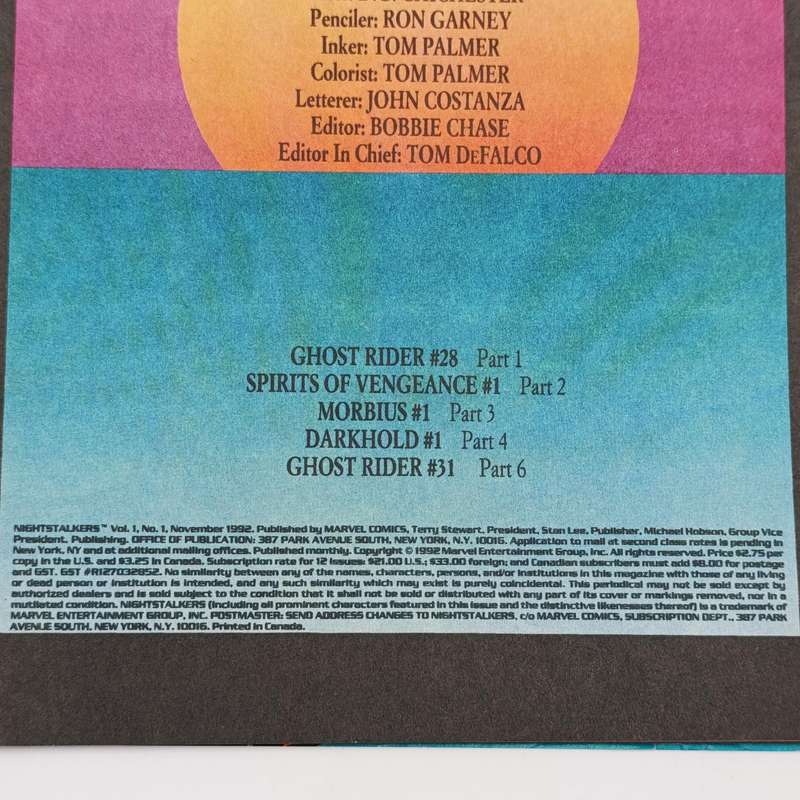 Penciler: RON GARNEY
Inker: TOM PALMER
Colorist: TOM PALMER
Letterer: JOHN COSTANZA
Editor: BOBBIE CHASE
Editor In Chief: TOM DEFALCO
GHOST RIDER #28 Part 1
SPIRITS OF VENGEANCE #1 Part 2
MORBIUS #1 Part 3
DARKHOLD #1 Part 4
GHOST RIDER #31 Part 6
NIGHTSTALKERS™ Vol. 1, No. 1, November 1992. Published by MARVEL COMICS, Terry Stewart, President, Stan Lee, Publisher, Michael Hobson, Group Vice
President, Publishing. OFFICE OF PUBLICATION: 387 PARK AVENUE SOUTH, NEW YORK, N.Y. 10016. Application to mail at second class rates is pending in
New York, NY and at additional mailing offices. Published monthly. Copyright © 1992 Marvel Entertainment Group, Inc. All rights reserved. Price $2.75 per
copy in the U.S. and $3.25 in Canada. Subscription rate for 12 issues: $21.00 U.S.; $33.00 foreign; and Canadian subscribers must add $8.00 for postage
and GST. GST #R127032852. No similarity between any of the names, characters, persons, and/or institutions in this magazine with those of any living
or dead person or institution is intended, and any such similarity which may exist is purely coincidental. This periodical may not be sold except by
authorized dealers and is sold subject to the condition that it shall not be sold or distributed with any part of its cover or markings removed, nor in a
mutilated condition. NIGHTSTALKERS (including all prominent characters featured in this issue and the distinctive likenesses thereof) is a trademark of
MARVEL ENTERTAINMENT GROUP, INC. POSTMASTER: SEND ADDRESS CHANGES TO NIGHTSTALKERS, c/o MARVEL COMICS, SUBSCRIPTION DEPT., 387 PARK
AVENUE SOUTH, NEW YORK, N.Y. 10016. Printed in Canada.